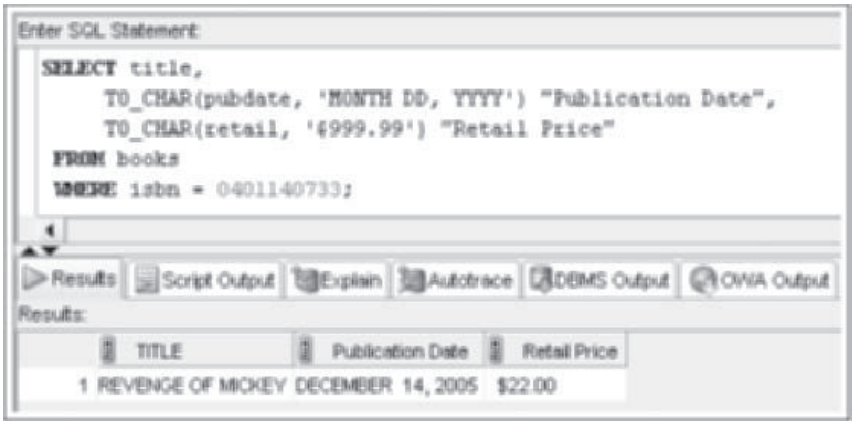 Enter SQL Statement:
SELECT title,
TO_CHAR(pubdate, 'MONTH DD, YYYY') "Publication Date",
TO_CHAR(retail, '$999.99') "Retail Price"
FROM books
WHERE isbn = 0401140733;
Results Script Output Explain Autotrace DBMS Output OWA Output
Results:
TITLE Publication Date Retail Price
1 REVENGE OF MICKEY DECEMBER 14, 2005 $22.00